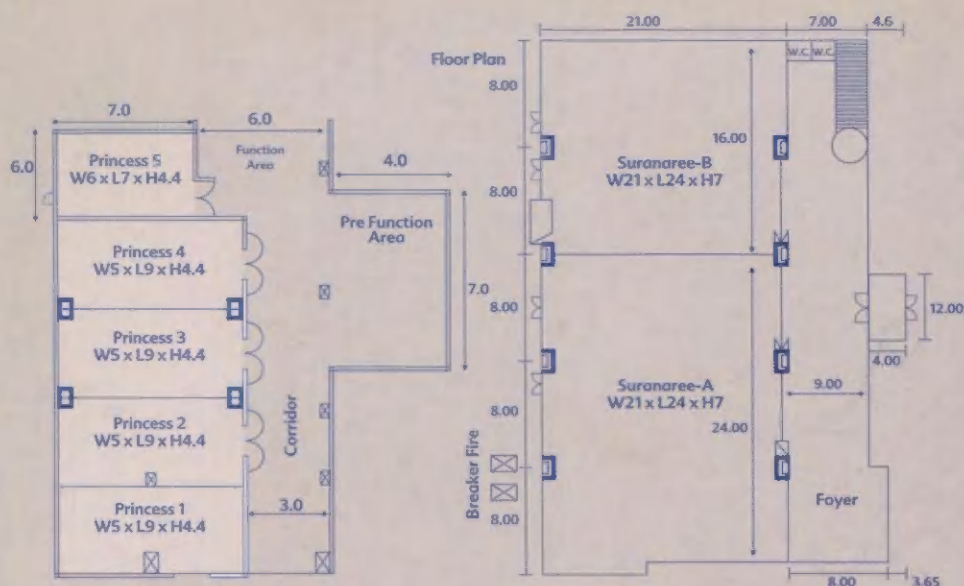 7.0
6.0
6.0
Function
Area
4.0
Princess 5
W6 x L7 x H4.4
Pre Function
Area
7.0
Princess 4
W5 x L9 x H4.4
Princess 3
W5 x L9 x H4.4
Princess 2
W5 x L9 x H4.4
Princess 1
W5 x L9 x H4.4
Corridor
3.0
Floor Plan
21.00
7.00
4.6
8.00
8.00
8.00
8.00
8.00
W.C.
W.C.
16.00
Suranaree-B
W21 x L24 x H7
Suranaree-A
W21 x L24 x H7
24.00
12.00
4.00
9.00
Breaker Fire
Foyer
8.00
3.65